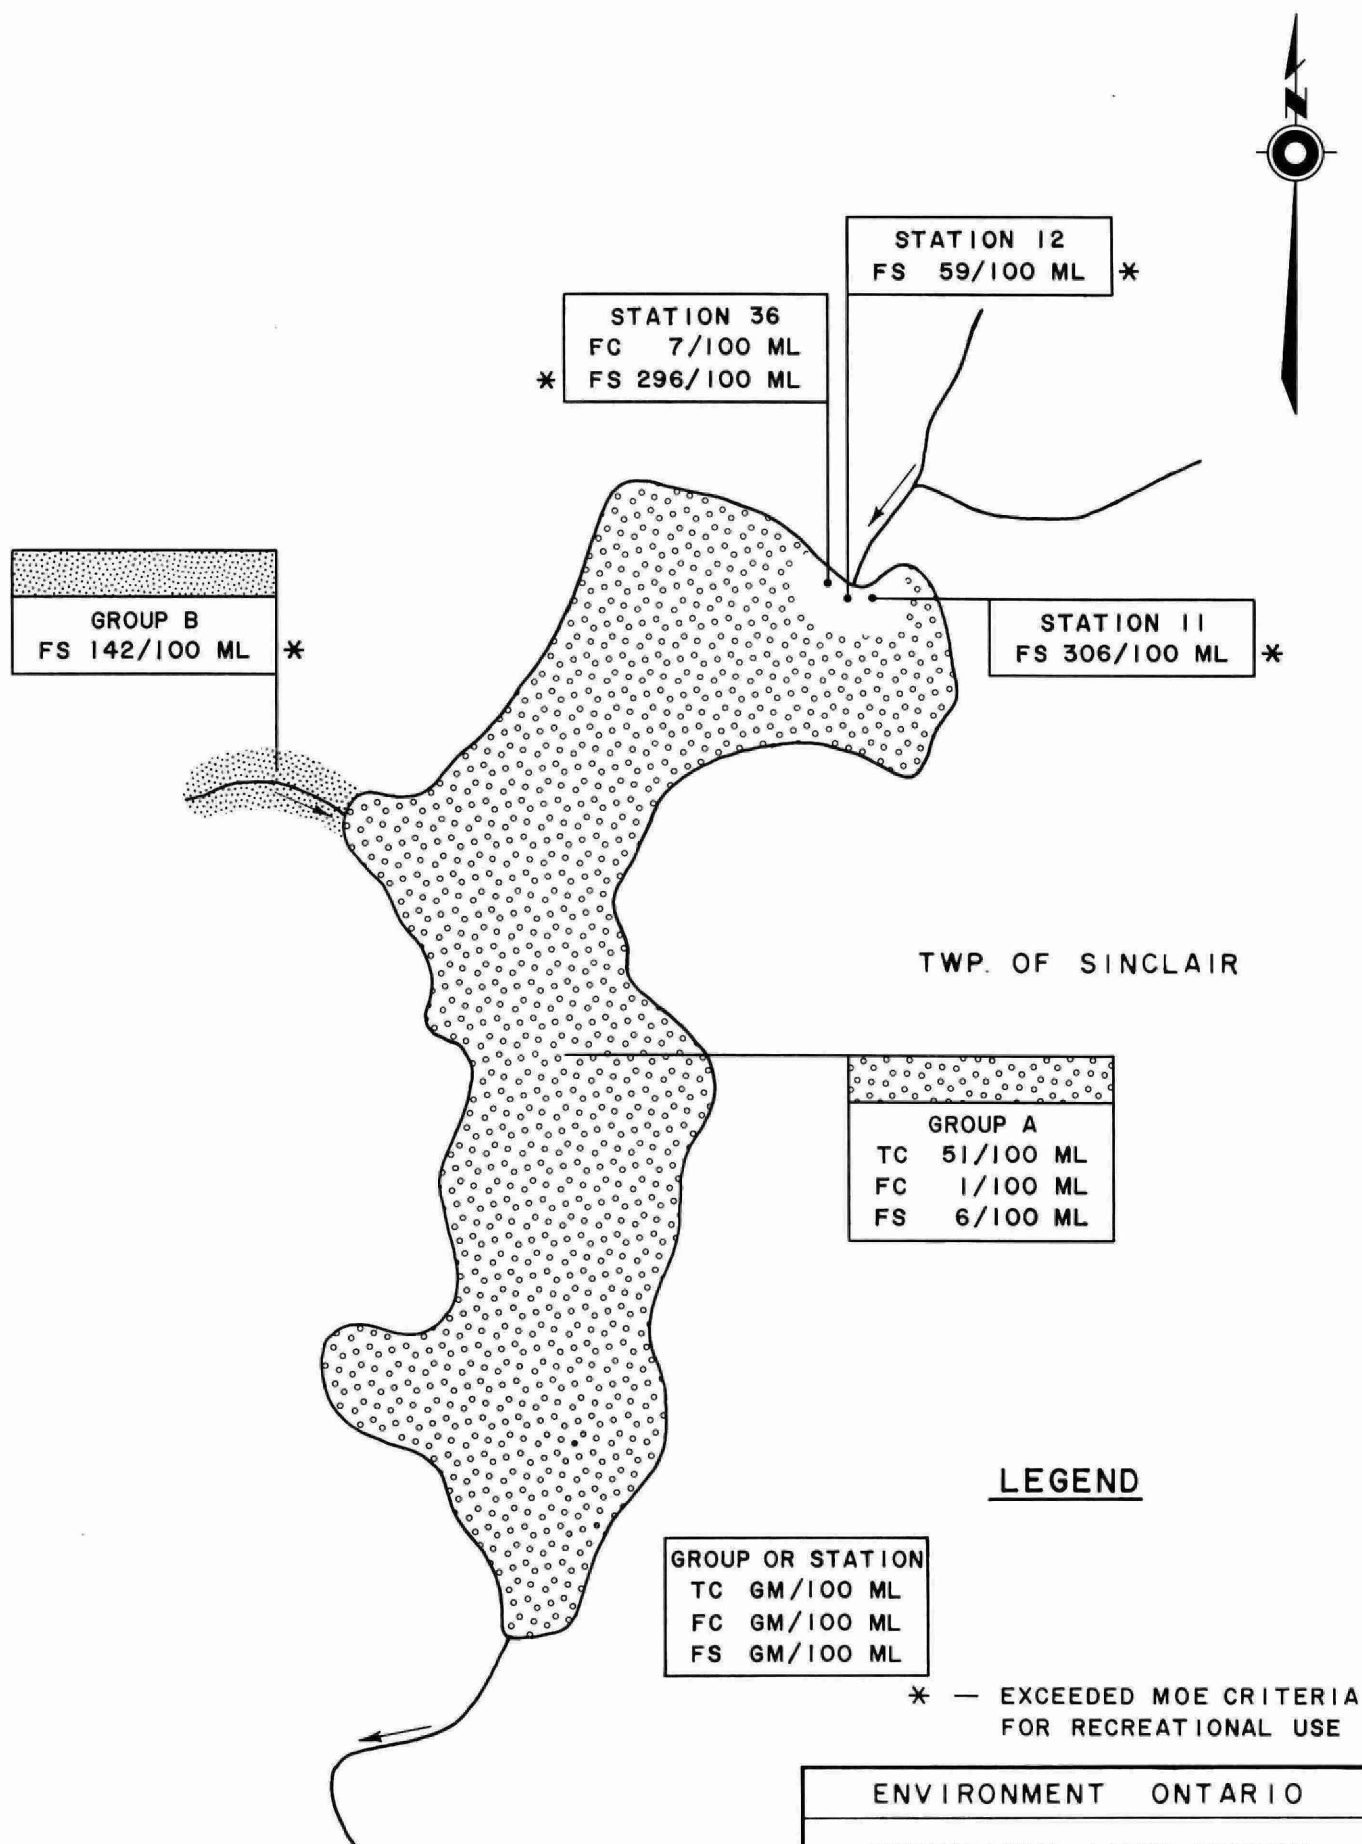 N
STATION 12
FS 59/100 ML *
STATION 36
FC 7/100 ML
* FS 296/100 ML
GROUP B
FS 142/100 ML *
STATION 11
FS 306/100 ML *
TWP. OF SINCLAIR
GROUP A
TC 51/100 ML
FC 1/100 ML
FS 6/100 ML
LEGEND
GROUP OR STATION
TC GM/100 ML
FC GM/100 ML
FS GM/100 ML
* — EXCEEDED MOE CRITERIA
FOR RECREATIONAL USE
ENVIRONMENT ONTARIO